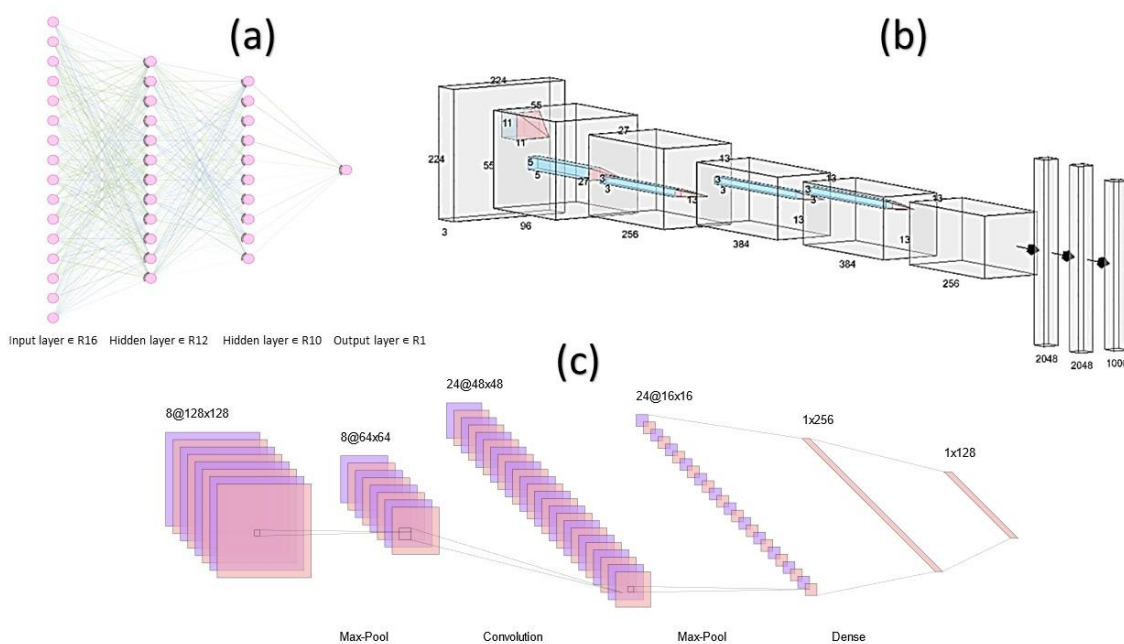 (a)
Input layer ∈ R16 Hidden layer ∈ R12 Hidden layer ∈ R10 Output layer ∈ R1
(b)
224
224
3
11
11
55
55
96
5
5
27
27
256
3
3
13
13
384
3
3
13
13
384
3
3
13
13
256
2048
2048
(c)
8@128x128
8@64x64
24@48x48
24@16x16
1x256
1x128
Max-Pool Convolution Max-Pool Dense